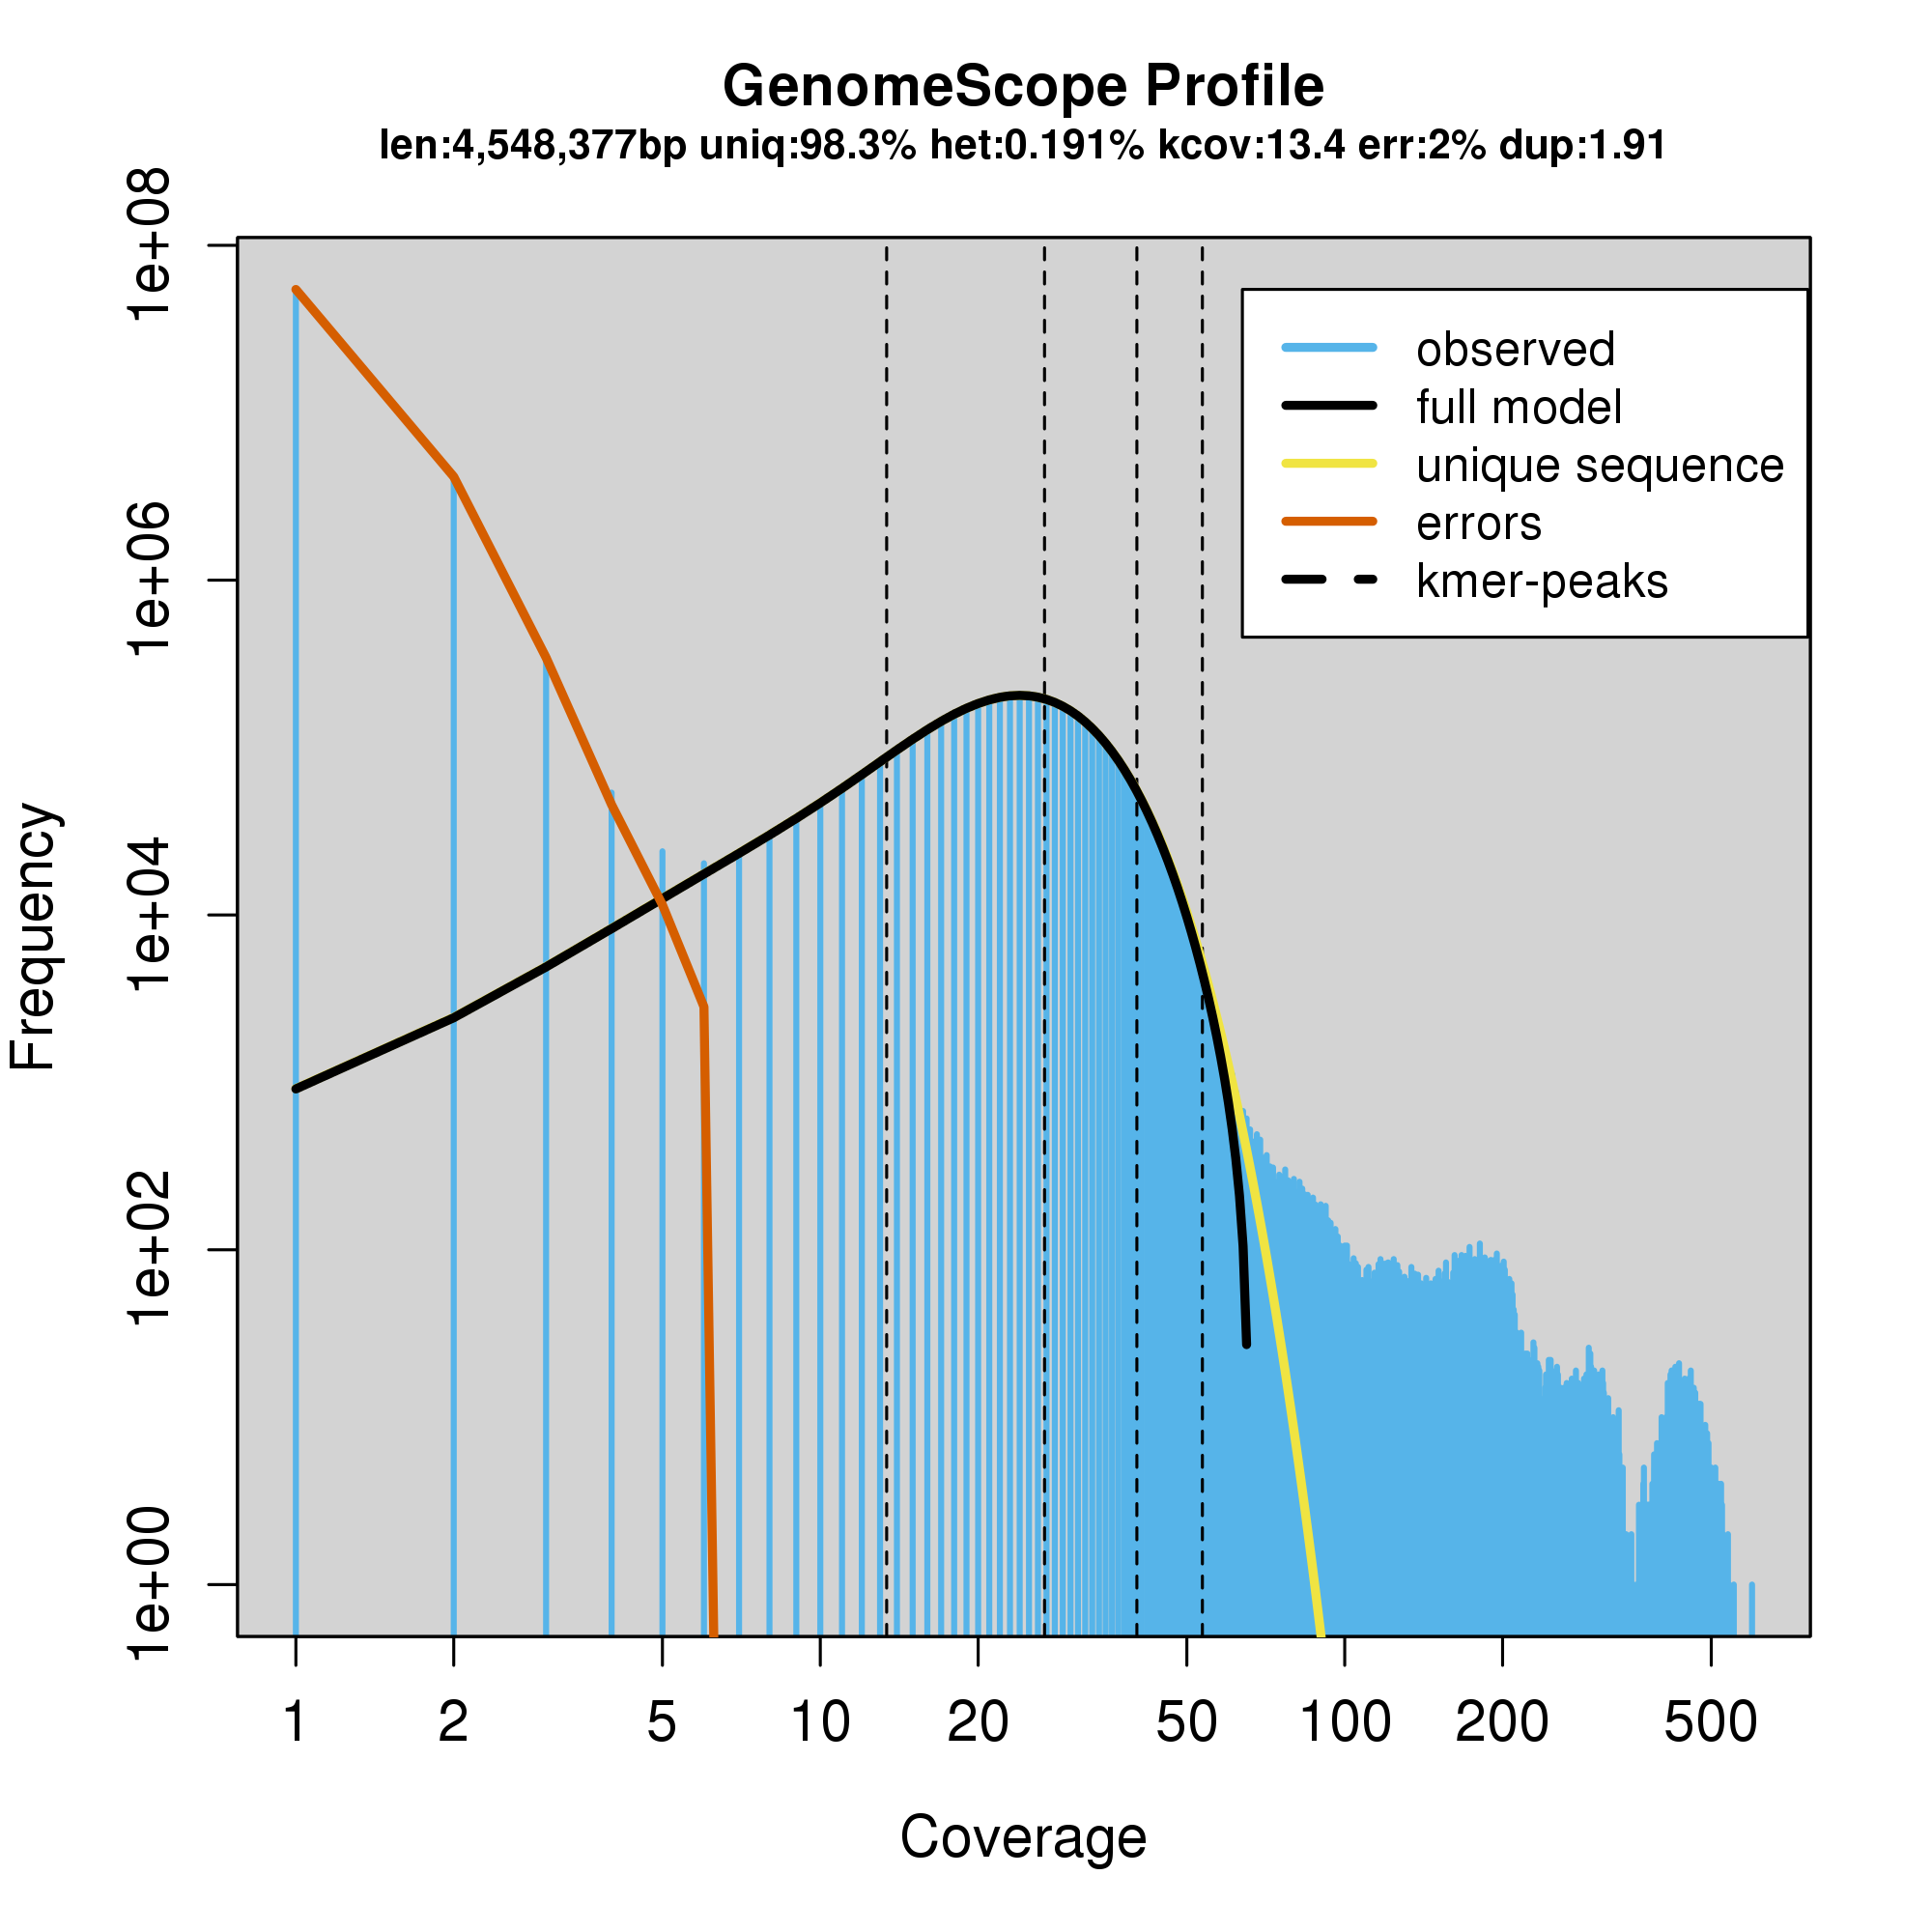 GenomeScope Profile
len:4,548,377bp uniq:98.3% het:0.191% kcov:13.4 err:2% dup:1.91
observed
full model
unique sequence
errors
kmer-peaks
Frequency
1e+08
1e+06
1e+04
1e+02
1e+00
1 2 5 10 20 50 100 200 500
Coverage